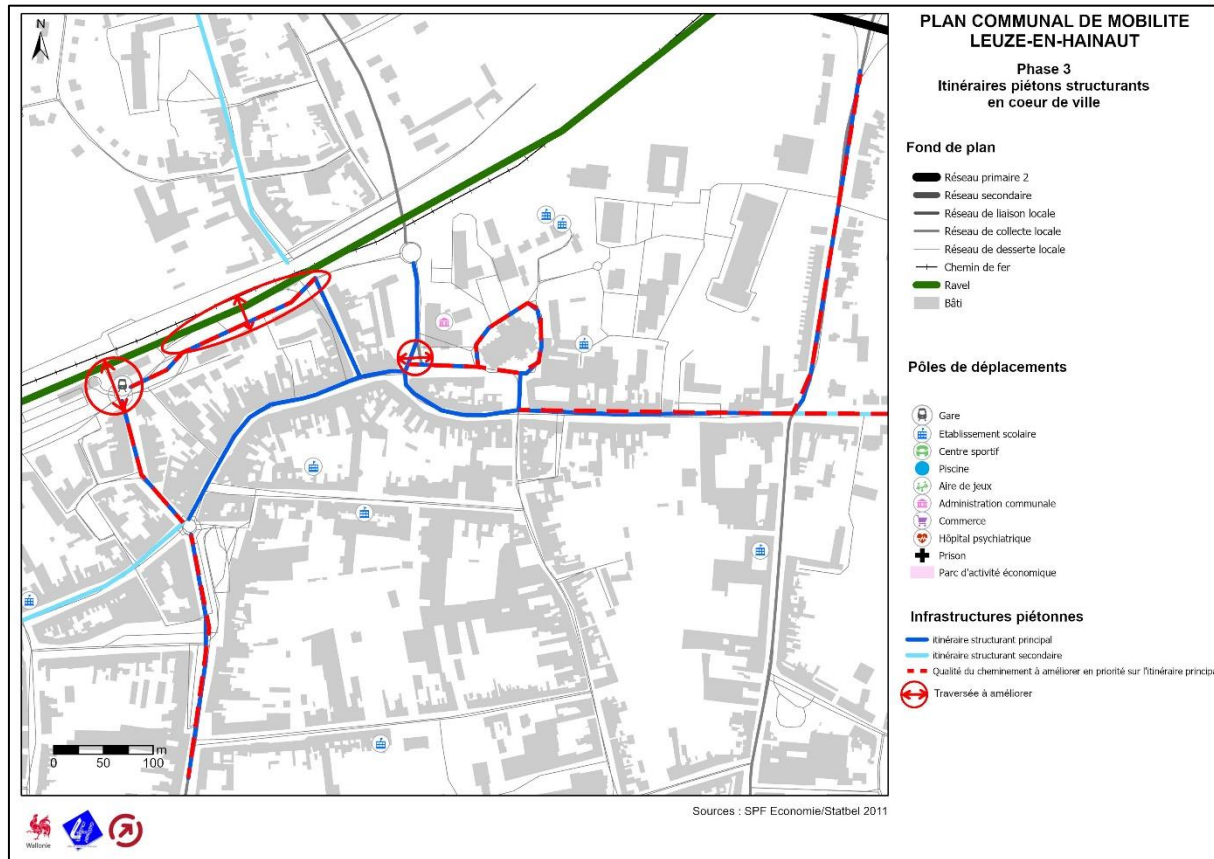 PLAN COMMUNAL DE MOBILITE
LEUZE-EN-HAINAUT
Phase 3
Itinéraires piétons structurants
en coeur de ville
Fond de plan
Réseau primaire 2
Réseau secondaire
Réseau de liaison locale
Réseau de collecte locale
Réseau de desserte locale
Chemin de fer
Ravel
Bâti
Pôles de déplacements
Gare
Etablissement scolaire
Centre sportif
Piscine
Aire de jeux
Administration communale
Commerce
Hôpital psychiatrique
Prison
Parc d'activité économique
Infrastructures piétonnes
itinéraire structurant principal
itinéraire structurant secondaire
Qualité du cheminement à améliorer en priorité sur l'itinéraire principa
Traversée à améliorer
N
m
0 50 100
Sources : SPF Economie/Statbel 2011
Wallonie